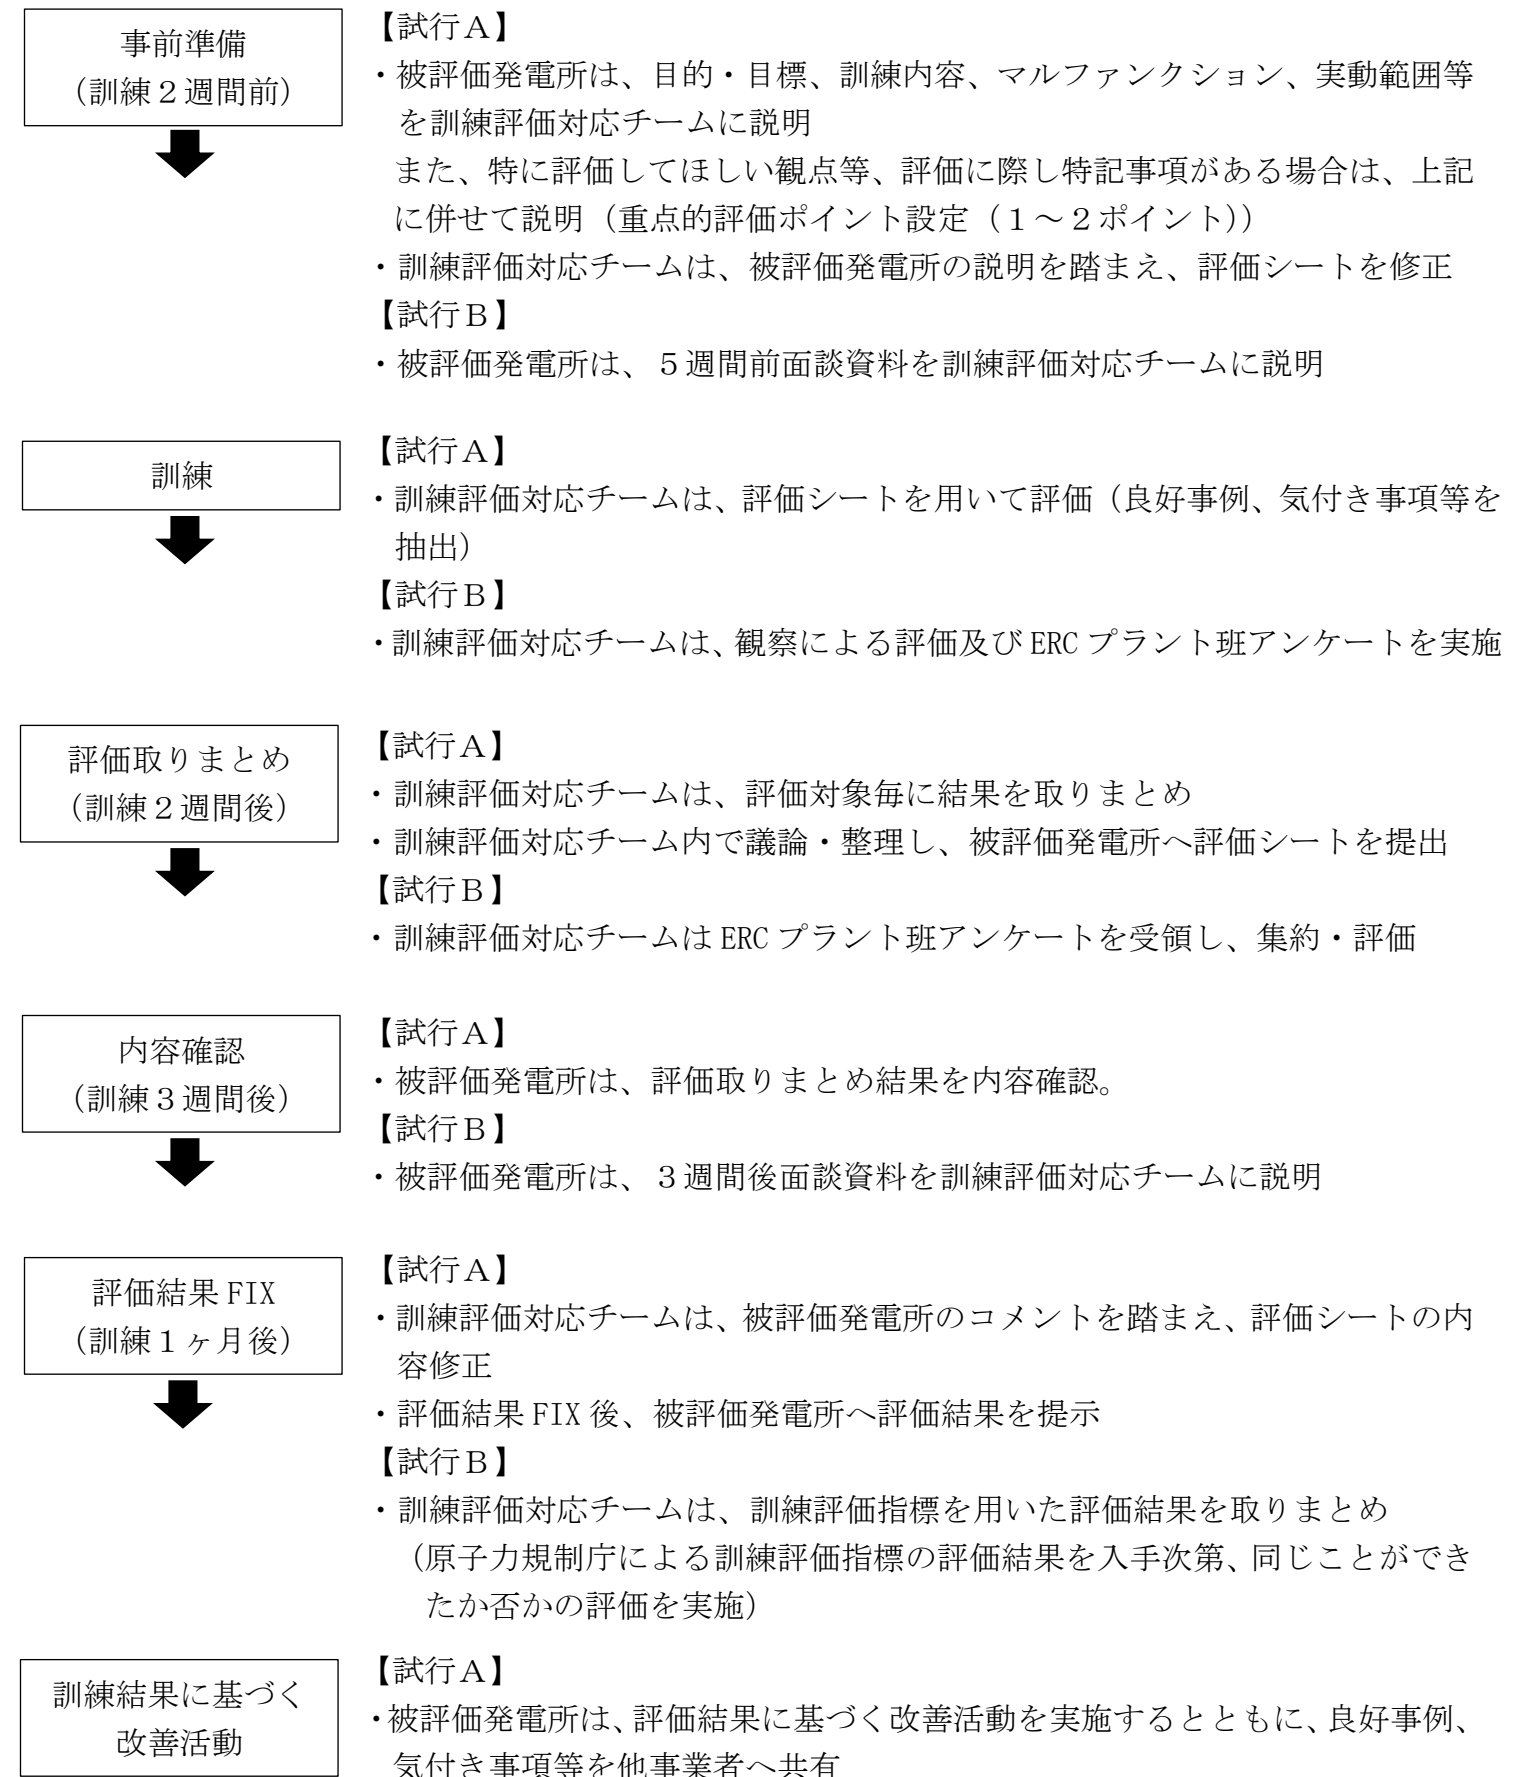 事前準備
（訓練２週間前）
【試行Ａ】
・被評価発電所は、目的・目標、訓練内容、マルファンクション、実動範囲等
を訓練評価対応チームに説明
また、特に評価してほしい観点等、評価に際し特記事項がある場合は、上記
に併せて説明（重点的評価ポイント設定（１～２ポイント））
・訓練評価対応チームは、被評価発電所の説明を踏まえ、評価シートを修正
【試行Ｂ】
・被評価発電所は、５週間前面談資料を訓練評価対応チームに説明
訓練
【試行Ａ】
・訓練評価対応チームは、評価シートを用いて評価（良好事例、気付き事項等を
抽出）
【試行Ｂ】
・訓練評価対応チームは、観察による評価及び ERC プラント班アンケートを実施
評価取りまとめ
（訓練２週間後）
【試行Ａ】
・訓練評価対応チームは、評価対象毎に結果を取りまとめ
・訓練評価対応チーム内で議論・整理し、被評価発電所へ評価シートを提出
【試行Ｂ】
・訓練評価対応チームは ERC プラント班アンケートを受領し、集約・評価
内容確認
（訓練３週間後）
【試行Ａ】
・被評価発電所は、評価取りまとめ結果を内容確認。
【試行Ｂ】
・被評価発電所は、３週間後面談資料を訓練評価対応チームに説明
評価結果 FIX
（訓練１ヶ月後）
【試行Ａ】
・訓練評価対応チームは、被評価発電所のコメントを踏まえ、評価シートの内
容修正
・評価結果 FIX 後、被評価発電所へ評価結果を提示
【試行Ｂ】
・訓練評価対応チームは、訓練評価指標を用いた評価結果を取りまとめ
（原子力規制庁による訓練評価指標の評価結果を入手次第、同じことができ
たか否かの評価を実施）
訓練結果に基づく
改善活動
【試行Ａ】
・被評価発電所は、評価結果に基づく改善活動を実施するとともに、良好事例、
気付き事項等を他事業者へ共有